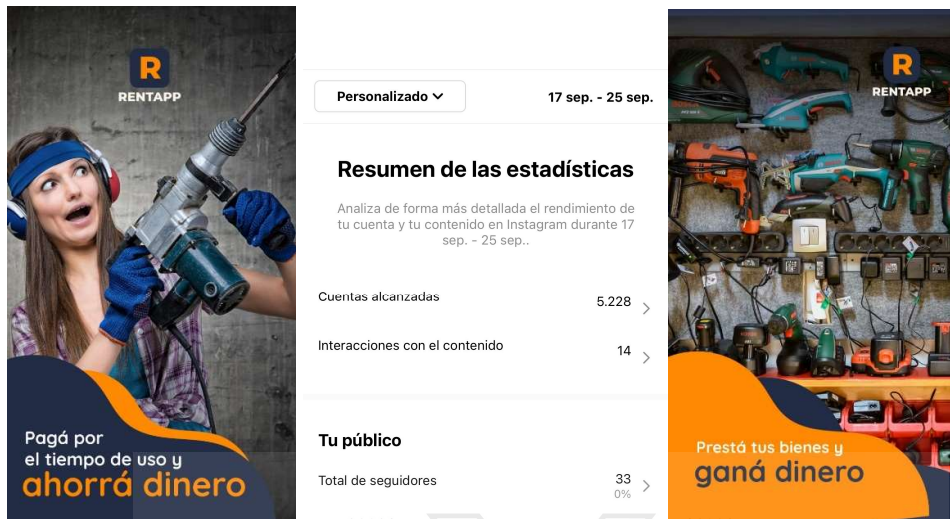 R
RENTAPP
Pagá por
el tiempo de uso y
ahorrá dinero
Personalizado
17 sep. - 25 sep.
Resumen de las estadísticas
Analiza de forma más detallada el rendimiento de
tu cuenta y tu contenido en Instagram durante 17
sep. - 25 sep..
Cuentas alcanzadas
5.228
Interacciones con el contenido
14
Tu público
Total de seguidores
33
0%
R
RENTAPP
Prestá tus bienes y
ganá dinero